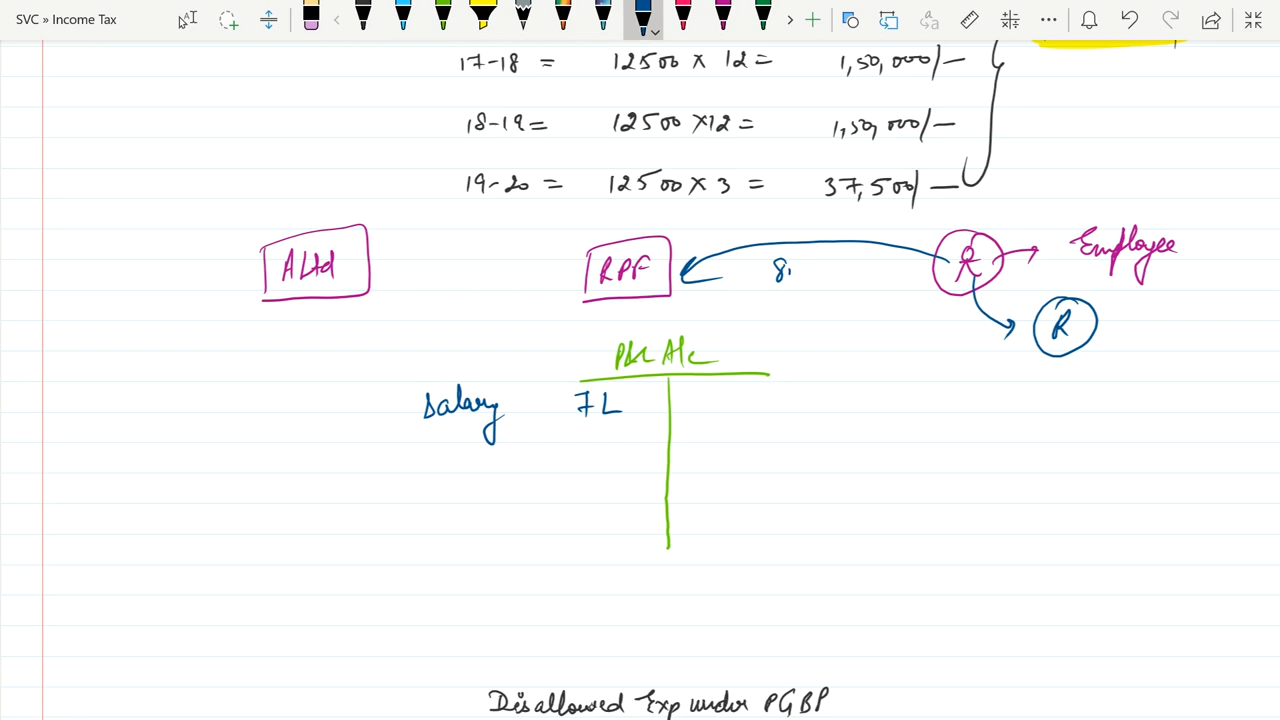 SVC » Income Tax
17-18 = 12500 × 12 = 1,50,000/-
18-19 = 12500 × 12 = 1,50,000/-
19-20 = 12500 × 3 = 37,500/-
A Ltd RPF 8. R Employee
R
P&L A/c
Salary 7L
Disallowed Exp under PGBP